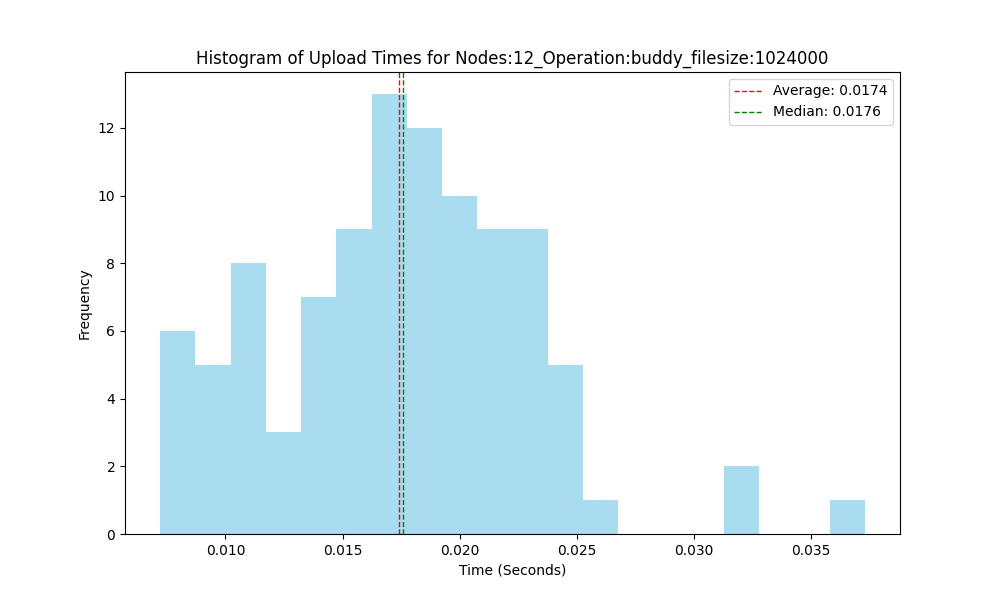 Histogram of Upload Times for Nodes:12_Operation:buddy_filesize:1024000
Average: 0.0174
Median: 0.0176
Frequency
12
10
8
6
4
2
0
0.010
0.015
0.020
0.025
0.030
0.035
Time (Seconds)